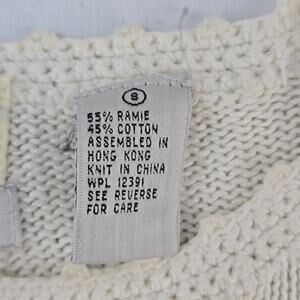 S
55% RAMIE
45% COTTON
ASSEMBLED IN
HONG KONG
KNIT IN CHINA
WPL 12391
SEE REVERSE
FOR CARE